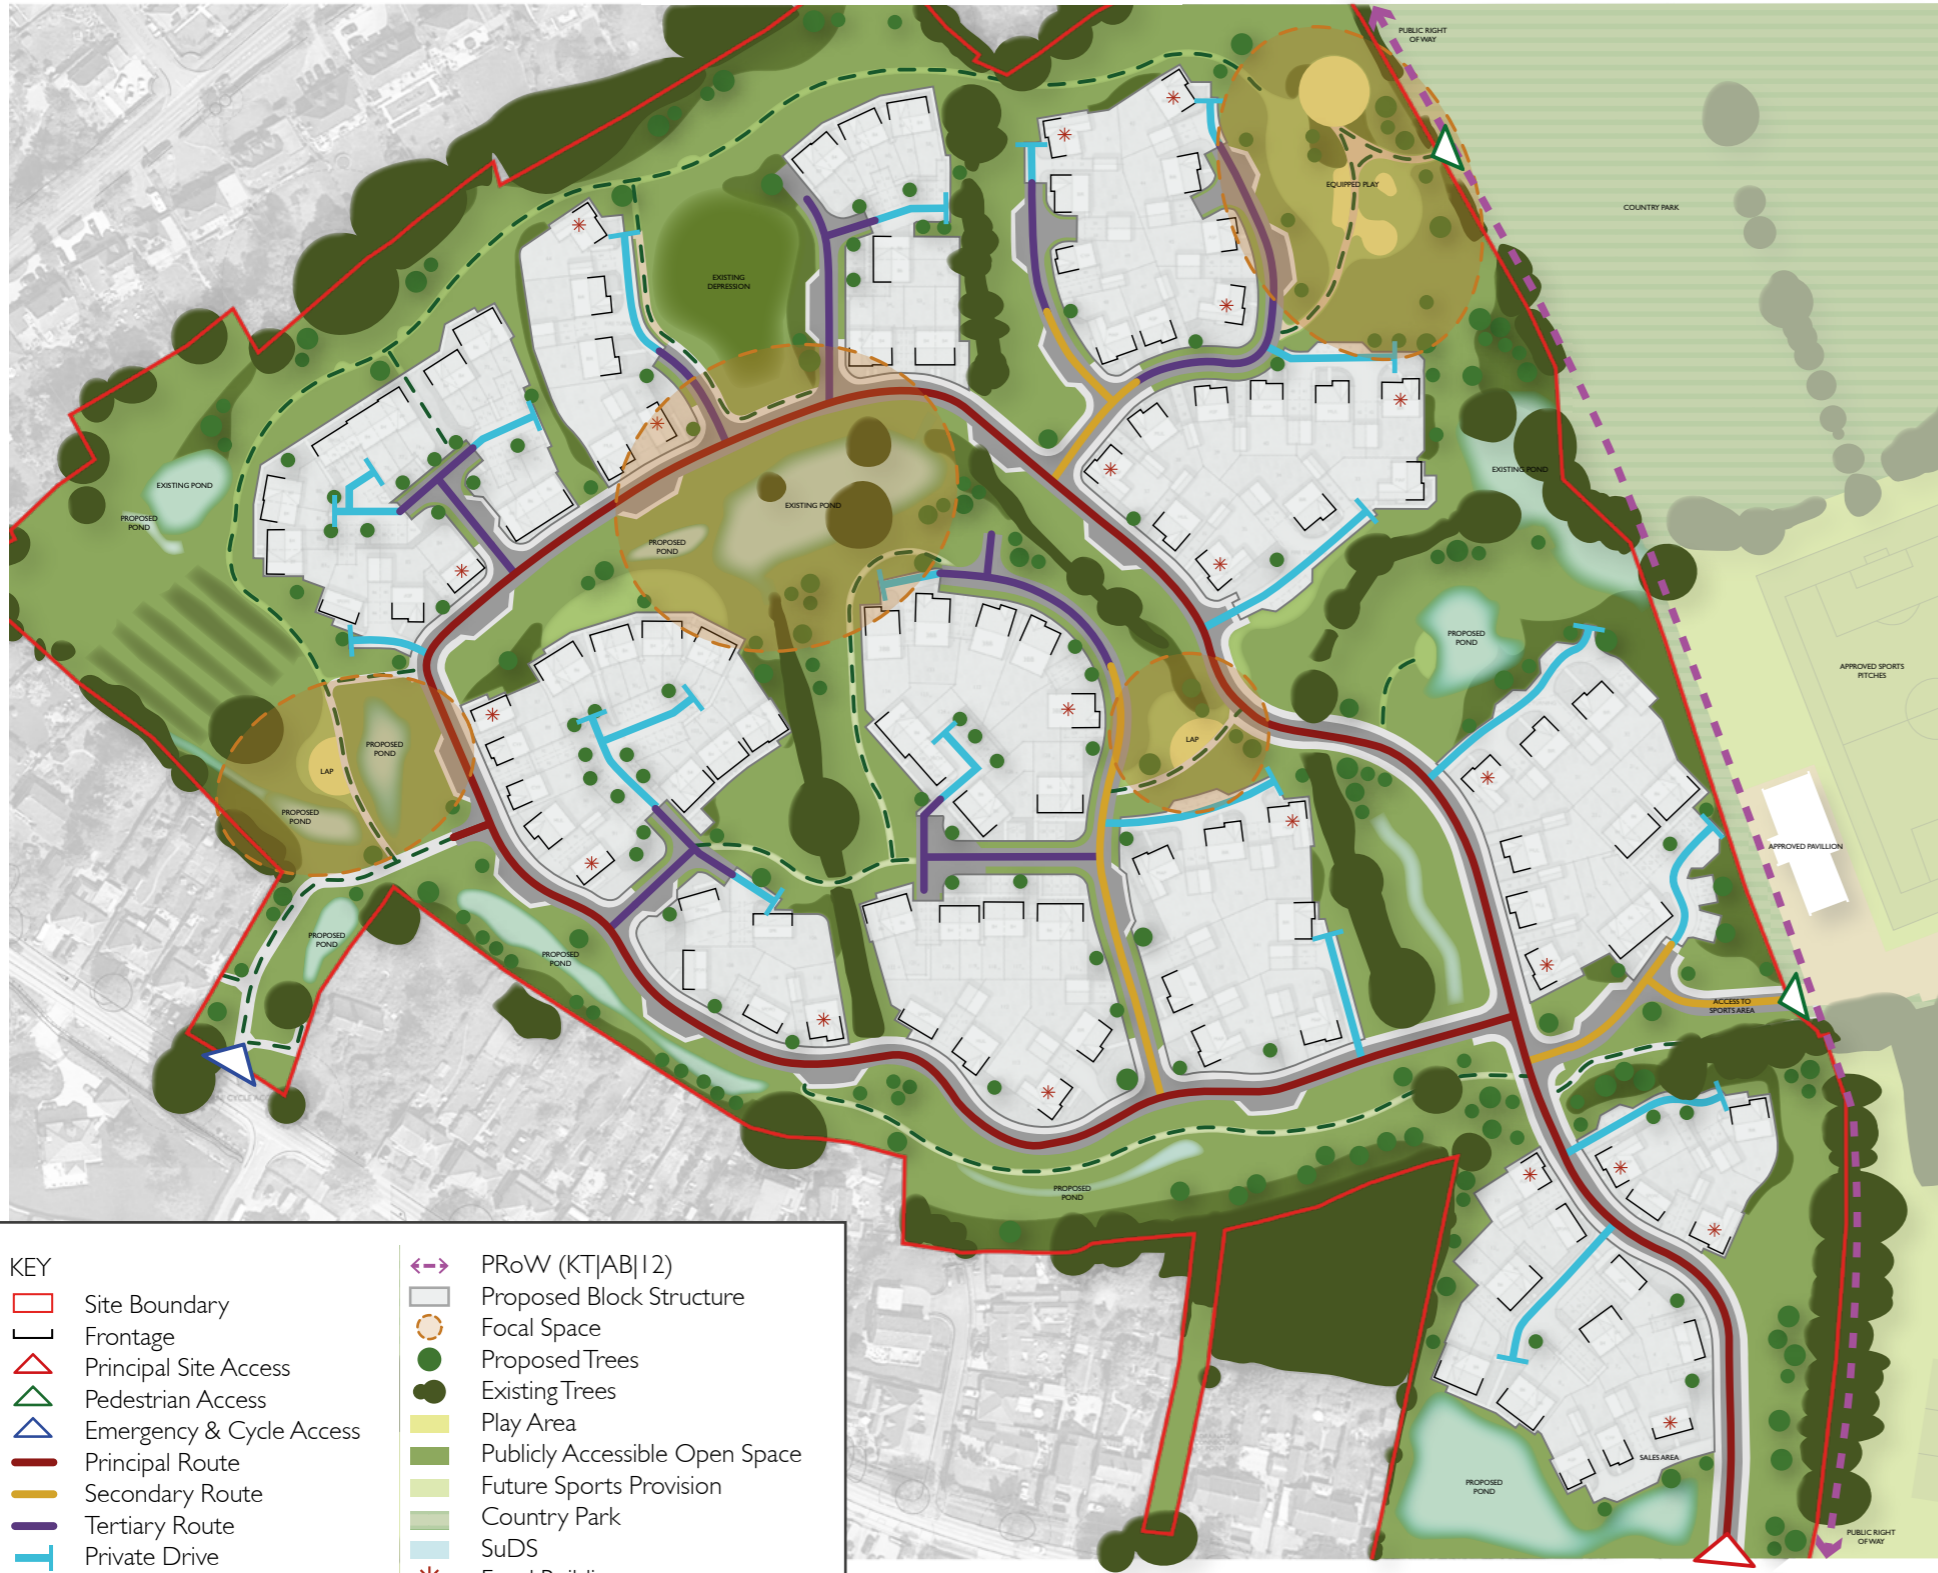 PUBLIC RIGHT
OF WAY
COUNTRY PARK
EQUIPPED PLAY
EXISTING
DEPRESSION
EXISTING POND
PROPOSED
POND
EXISTING POND
EXISTING POND
PROPOSED
POND
PROPOSED
POND
APPROVED SPORTS
PITCHES
LAP
PROPOSED
POND
LAP
PROPOSED
POND
APPROVED PAVILLION
PROPOSED
POND
PROPOSED
POND
ACCESS TO
SPORTS AREA
PROPOSED
POND
SALES AREA
PROPOSED
POND
PUBLIC RIGHT
OF WAY
KEY
Site Boundary
Frontage
Principal Site Access
Pedestrian Access
Emergency & Cycle Access
Principal Route
Secondary Route
Tertiary Route
Private Drive
PRoW (KT|AB|12)
Proposed Block Structure
Focal Space
Proposed Trees
Existing Trees
Play Area
Publicly Accessible Open Space
Future Sports Provision
Country Park
SuDS